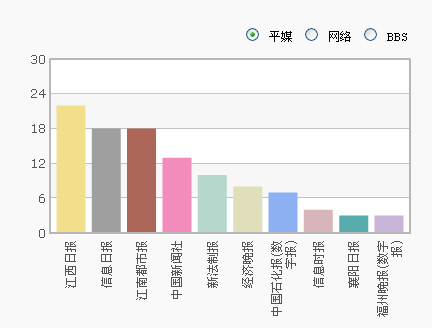 平媒 网络 BBS
30
24
18
12
6
0
江西日报
信息日报
江南都市报
中国新闻社
新法制报
经济晚报
中国石化报(数
字报)
信息时报
襄阳日报
福州晚报(数字
报)